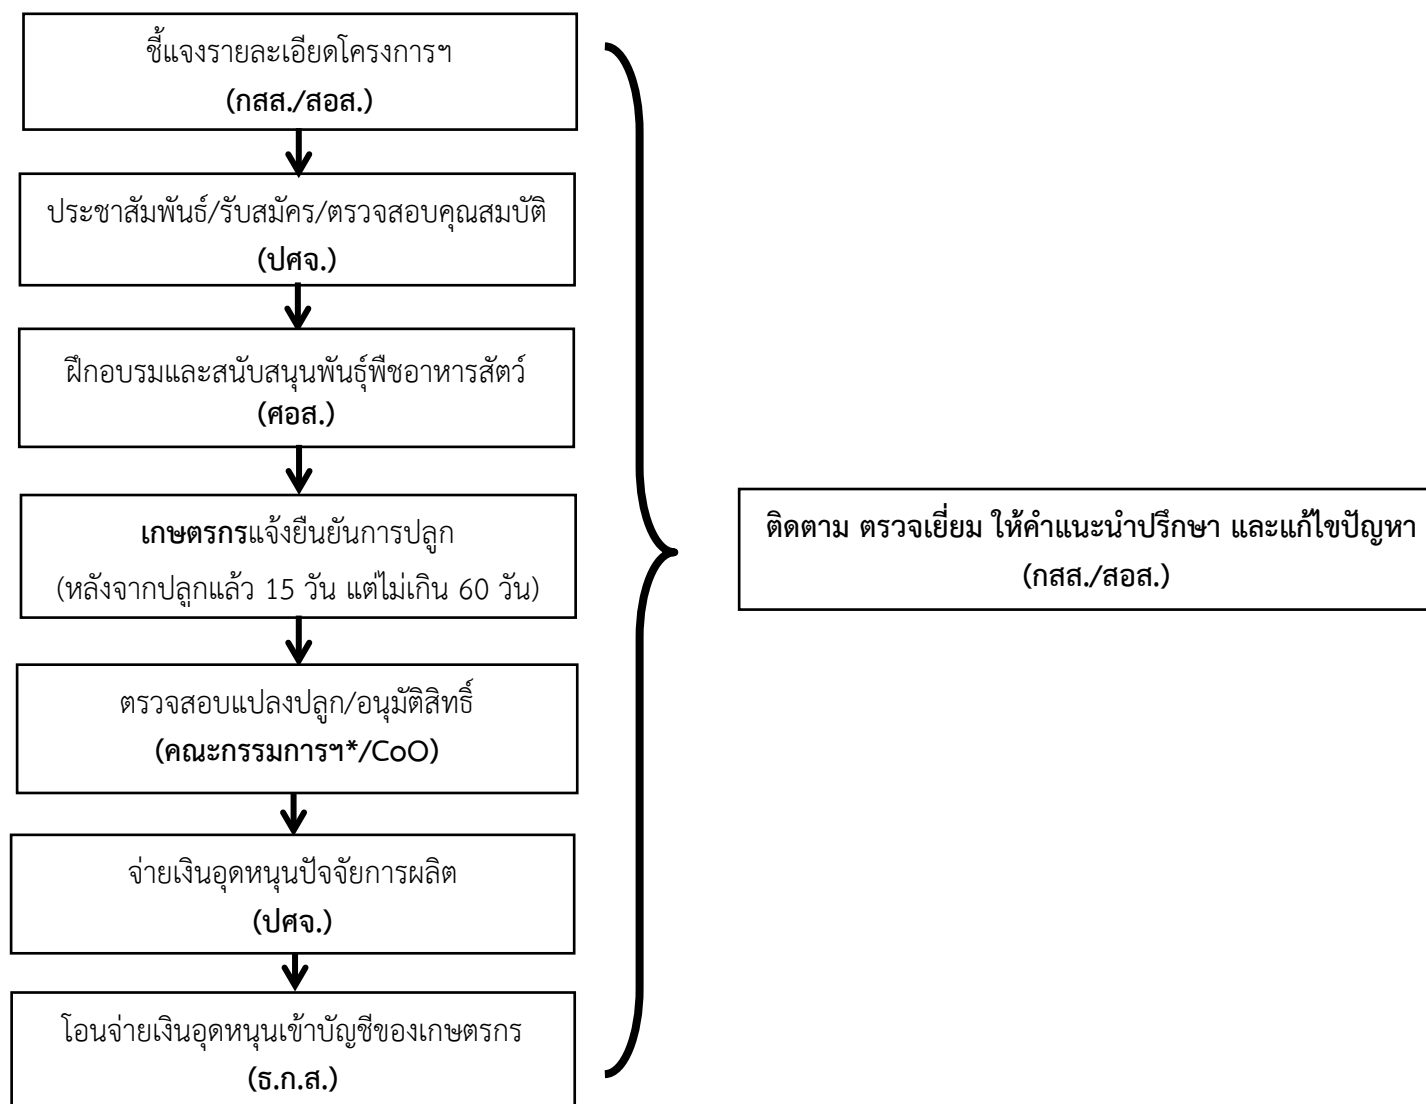 ชี้แจงรายละเอียดโครงการฯ
(กสส./สอส.)
ประชาสัมพันธ์/รับสมัคร/ตรวจสอบคุณสมบัติ
(ปศจ.)
ฝึกอบรมและสนับสนุนพันธุ์พืชอาหารสัตว์
(ศอส.)
เกษตรกรแจ้งยืนยันการปลูก
(หลังจากปลูกแล้ว 15 วัน แต่ไม่เกิน 60 วัน)
ตรวจสอบแปลงปลูก/อนุมัติสิทธิ์
(คณะกรรมการฯ*/CoO)
จ่ายเงินอุดหนุนปัจจัยการผลิต
(ปศจ.)
โอนจ่ายเงินอุดหนุนเข้าบัญชีของเกษตรกร
(ธ.ก.ส.)
ติดตาม ตรวจเยี่ยม ให้คำแนะนำปรึกษา และแก้ไขปัญหา
(กสส./สอส.)